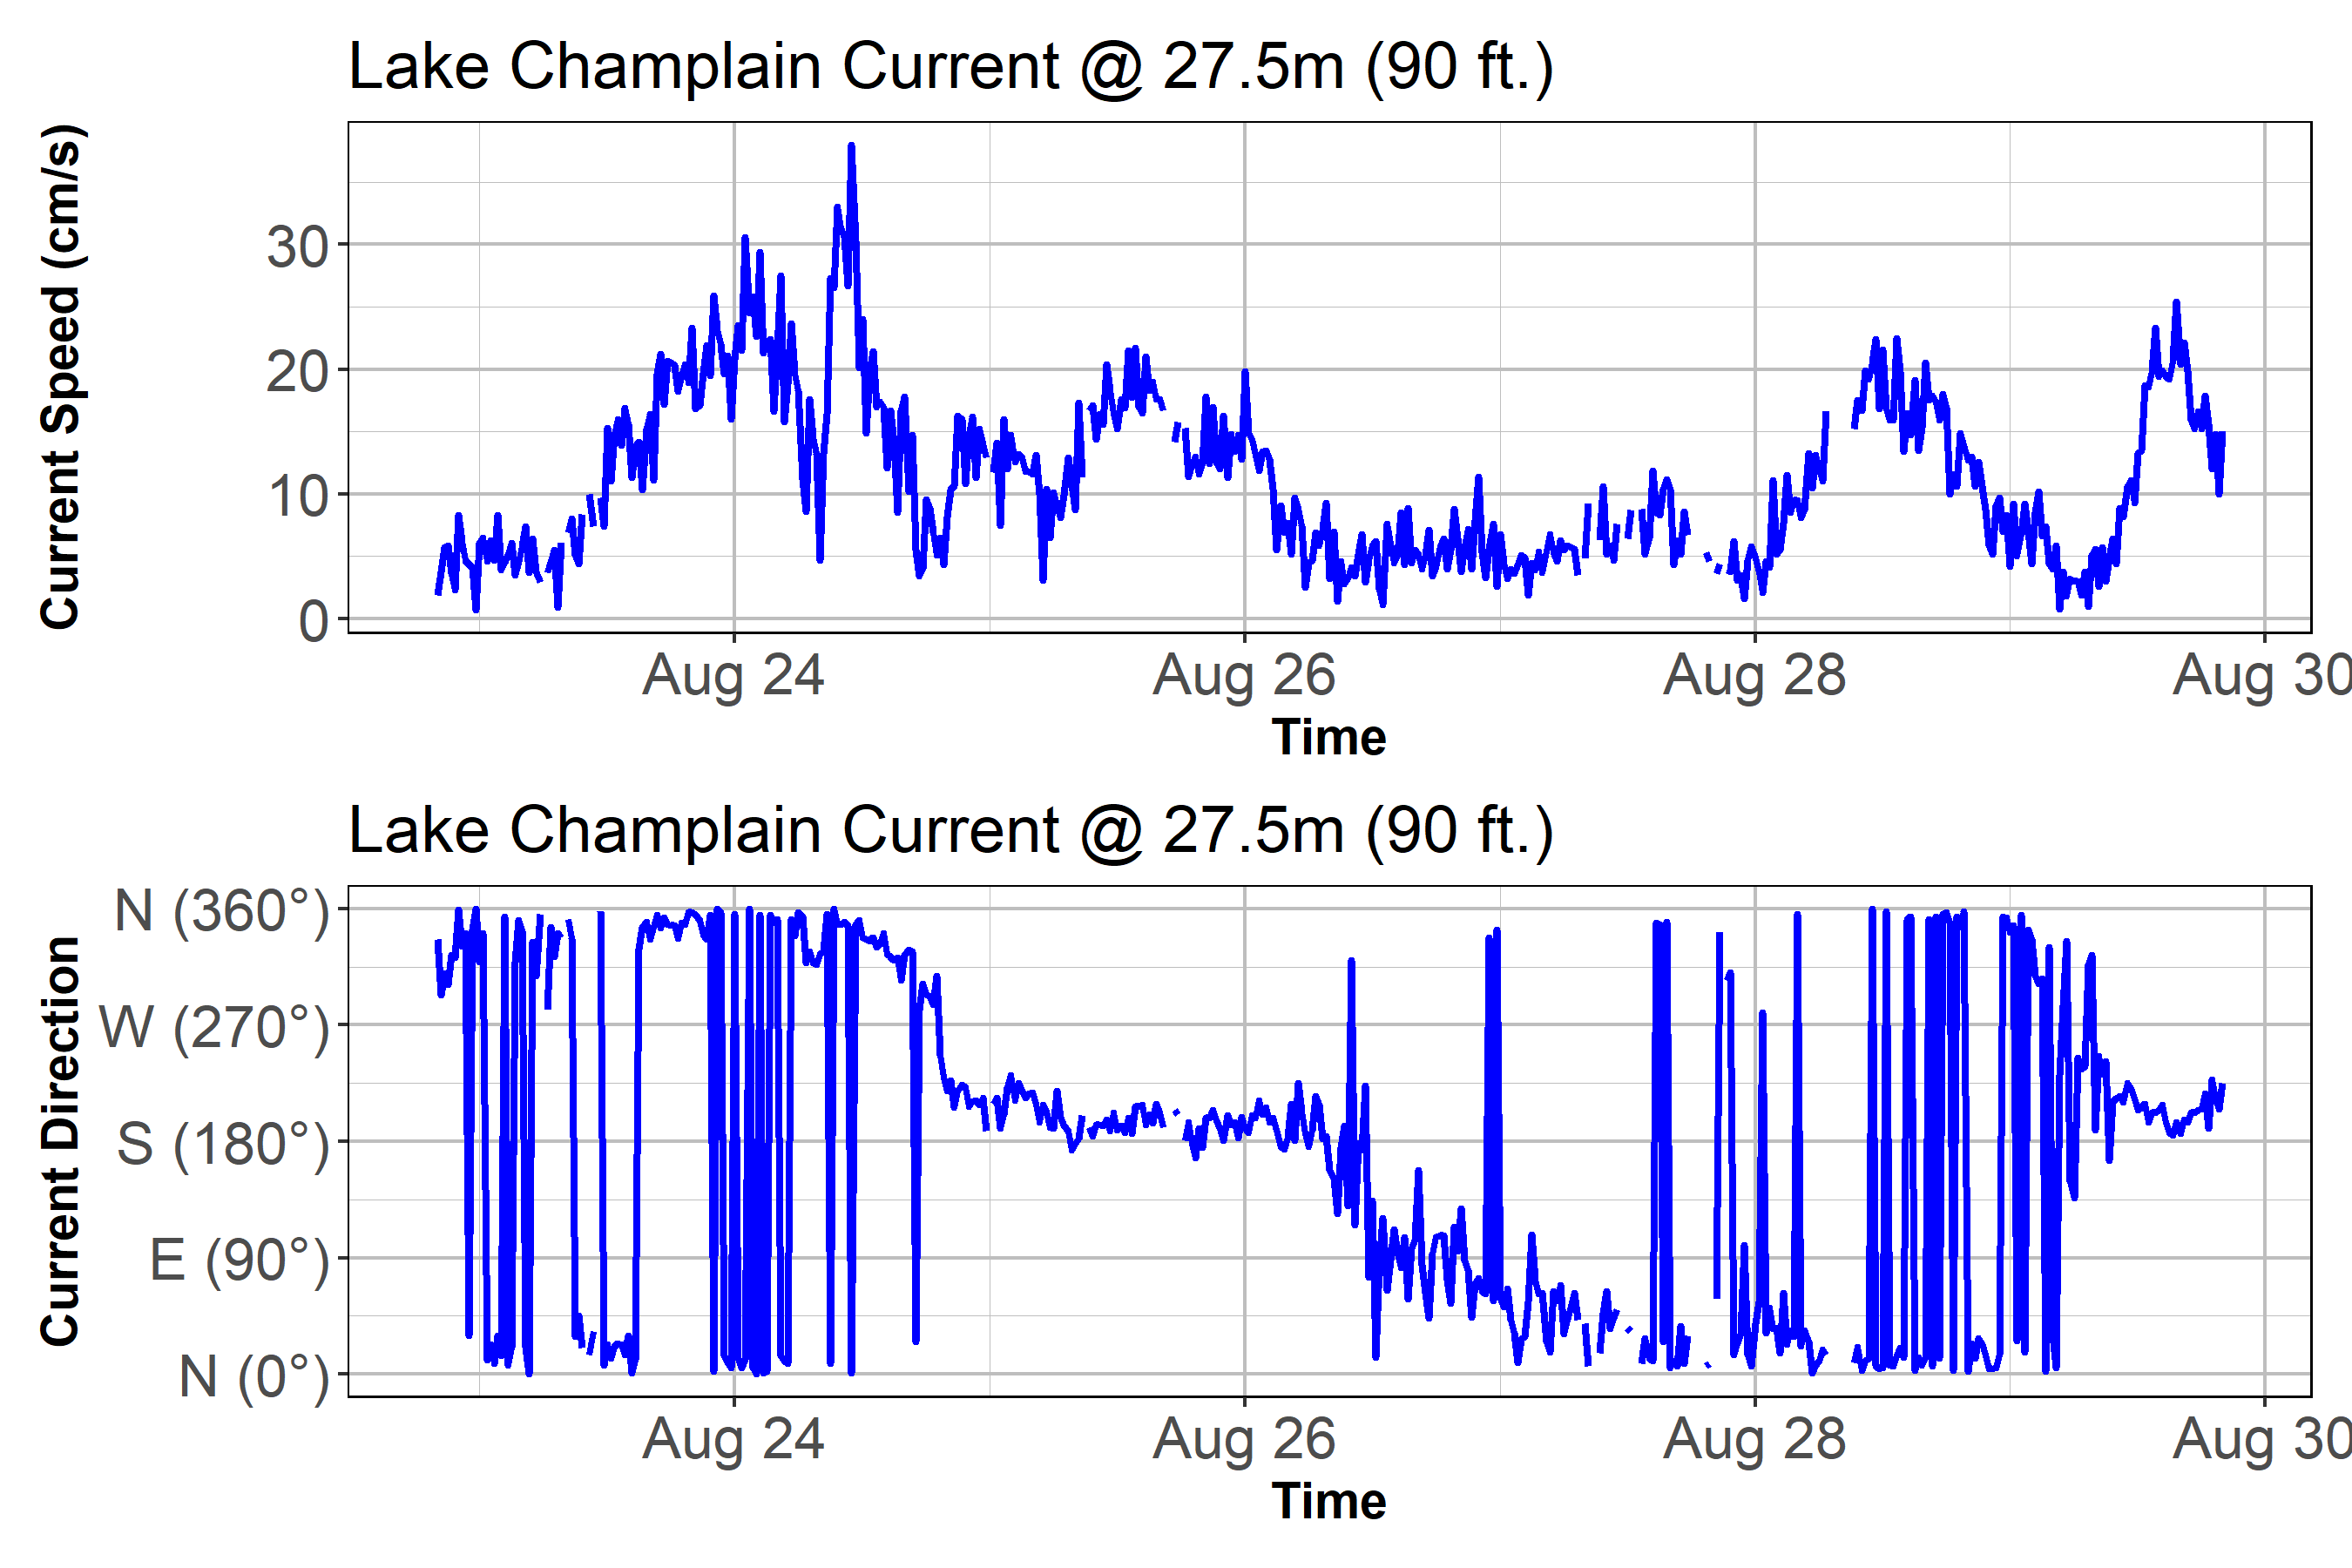 Lake Champlain Current @ 27.5m (90 ft.)
Current Speed (cm/s)
30
20
10
0
Aug 24 Aug 26 Aug 28 Aug 30
Time
Lake Champlain Current @ 27.5m (90 ft.)
Current Direction
N (360°)
W (270°)
S (180°)
E (90°)
N (0°)
Aug 24 Aug 26 Aug 28 Aug 30
Time